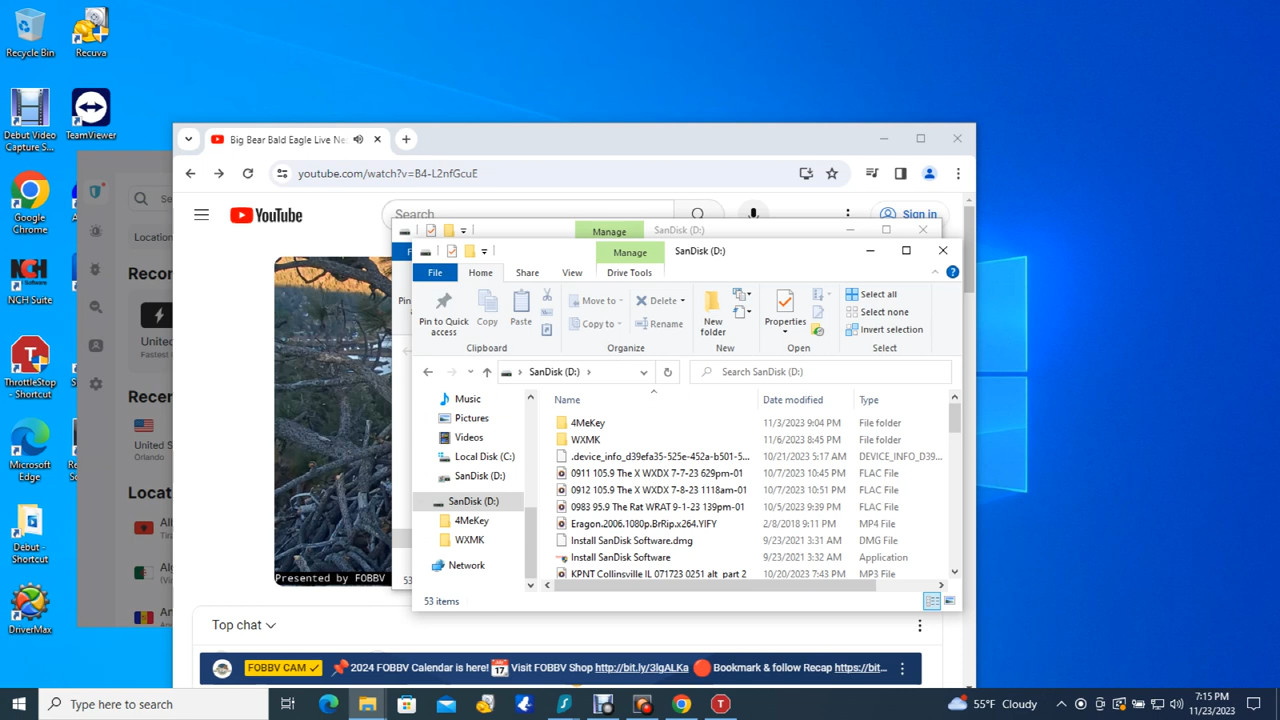 Recycle Bin
Recuva
Debut Video Capture S...
TeamViewer
Google Chrome
NCH Suite
ThrottleStop - Shortcut
Microsoft Edge
Debut - Shortcut
DriverMax
Location
Recor
United
Fastest
Recen
United S
Orlando
Locat
Big Bear Bald Eagle Live Ne
youtube.com/watch?v=B4-L2nfGcuE
YouTube
Search
Sign in
Manage
SanDisk (D:)
Manage
SanDisk (D:)
File
Home
Share
View
Drive Tools
Pin to Quick access
Copy
Paste
Clipboard
Move to
Copy to
Delete
Rename
Organize
New folder
New
Properties
Open
Select all
Select none
Invert selection
Select
SanDisk (D:)
Search SanDisk (D:)
Music
Pictures
Videos
Local Disk (C:)
SanDisk (D:)
SanDisk (D:)
4MeKey
WXMK
Network
Name
Date modified
Type
4MeKey 11/3/2023 9:04 PM File folder
WXMK 11/6/2023 8:45 PM File folder
.device_info_d39efa35-525e-452a-b501-5... 10/21/2023 5:17 AM DEVICE_INFO_D39...
0911 105.9 The X WXDX 7-7-23 629pm-01 10/7/2023 10:45 PM FLAC File
0912 105.9 The X WXDX 7-8-23 1118am-01 10/7/2023 10:51 PM FLAC File
0983 95.9 The Rat WRAT 9-1-23 139pm-01 10/5/2023 9:39 PM FLAC File
Eragon.2006.1080p.BrRip.x264.YIFY 2/8/2018 9:11 PM MP4 File
Install SanDisk Software.dmg 9/23/2021 3:31 AM DMG File
Install SanDisk Software 9/23/2021 3:32 AM Application
KPNT Collinsville IL 071723 0251 alt part 2 10/20/2023 7:43 PM MP3 File
53 items
Presented by FOBBV
Top chat
FOBBV CAM 2024 FOBBV Calendar is here! Visit FOBBV Shop http://bit.ly/3lgALKa Bookmark & follow Recap https://bit...
Type here to search
55°F Cloudy
7:15 PM
11/23/2023